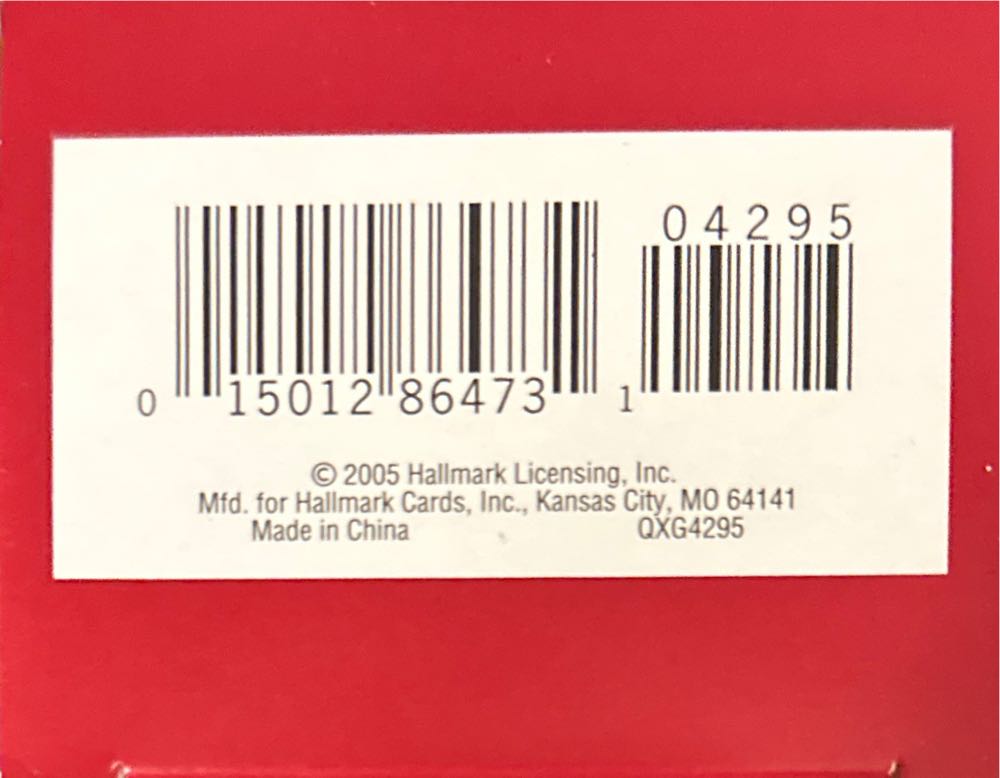 04295
0 15012 86473 1
© 2005 Hallmark Licensing, Inc.
Mfd. for Hallmark Cards, Inc., Kansas City, MO 64141
Made in China QXG4295